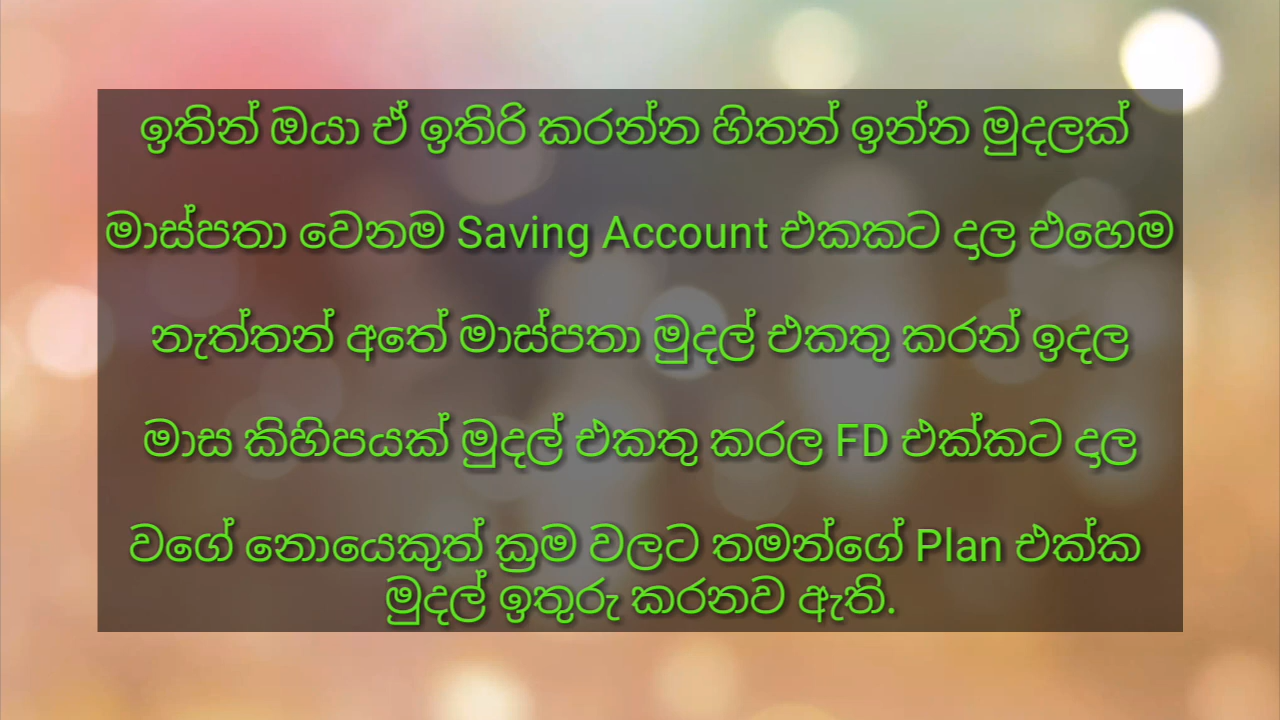 ඉතින් ඔයා ඒ ඉතිරි කරන්න හිතන් ඉන්න මුදලක්
මාස්පතා වෙනම Saving Account එකකට දල එහෙම
නැත්තන් අතේ මාස්පතා මුදල් එකතු කරන් ඉදල
මාස කිහිපයක් මුදල් එකතු කරල FD එක්කට දල
වගේ නොයෙකුත් ක්‍රම වලට තමන්ගේ Plan එක්ක
මුදල් ඉතුරු කරනව ඇති.